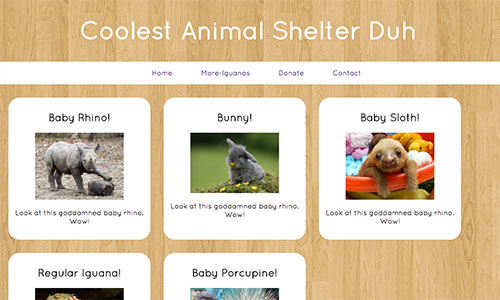 Coolest Animal Shelter Duh
Home More-Iguanas Donate Contact
Baby Rhino!
Look at this goddamned baby rhino.
Wow!
Bunny!
Look at this goddamned baby rhino.
Wow!
Baby Sloth!
Look at this goddamned baby rhino.
Wow!
Regular Iguana!
Baby Porcupine!